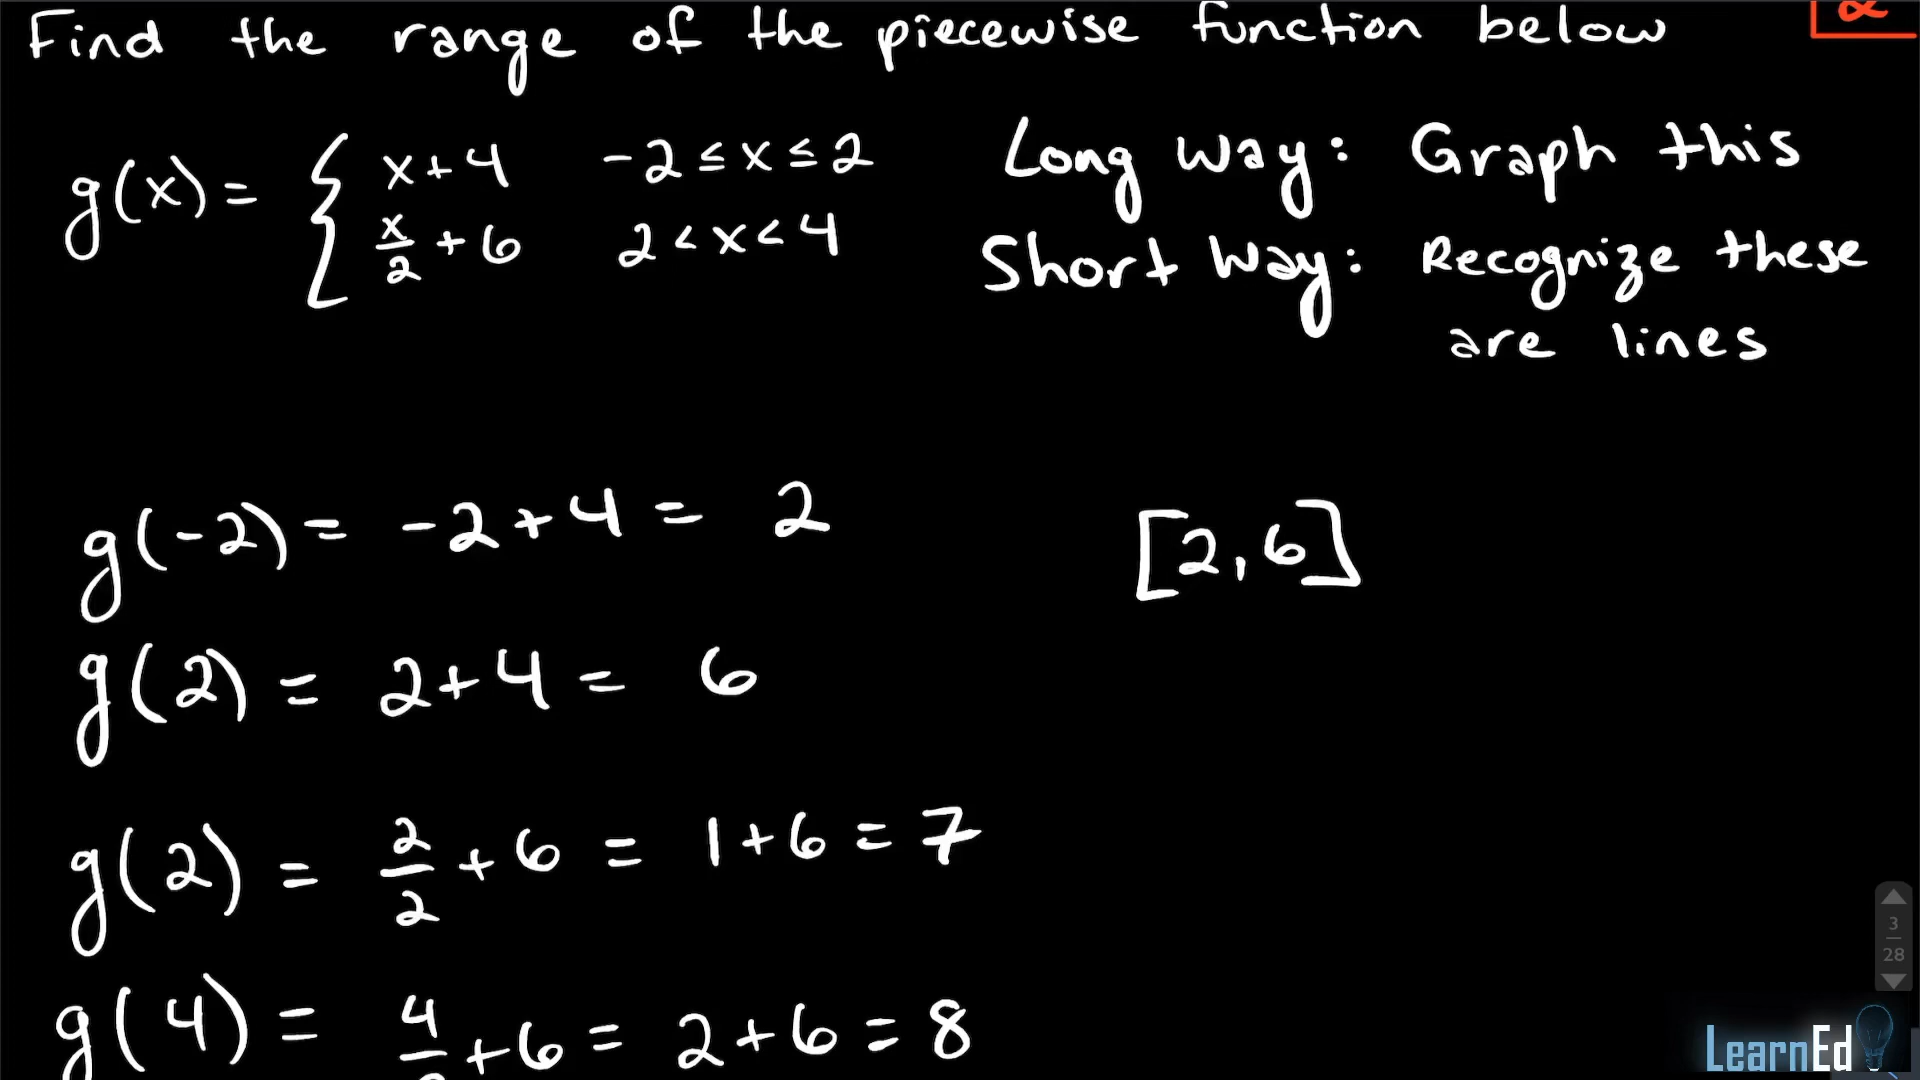 Find the range of the piecewise function below
g(x) = { x + 4 -2 ≤ x ≤ 2
x/2 + 6 2 < x < 4
Long way: Graph this
Short way: Recognize these
are lines
g(-2) = -2 + 4 = 2
[2, 6]
g(2) = 2 + 4 = 6
g(2) = 2/2 + 6 = 1 + 6 = 7
g(4) = 4/2 + 6 = 2 + 6 = 8
3
28
LearnEd